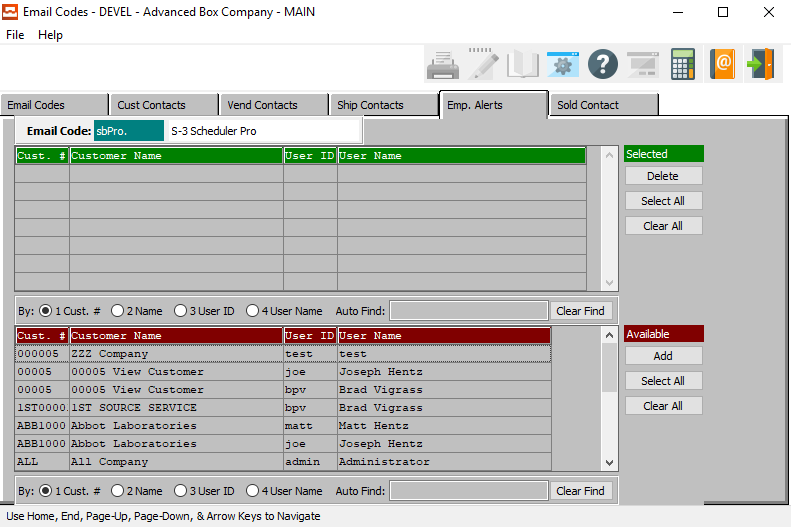 Email Codes - DEVEL - Advanced Box Company - MAIN
File Help
Email Codes Cust Contacts Vend Contacts Ship Contacts Emp. Alerts Sold Contact
Email Code: sbPro. S-3 Scheduler Pro
Cust. # Customer Name User ID User Name
Selected
Delete
Select All
Clear All
By: 1 Cust. # 2 Name 3 User ID 4 User Name Auto Find: Clear Find
Cust. # Customer Name User ID User Name
Available
000005 ZZZ Company test test
Add
00005 00005 View Customer joe Joseph Hentz
Select All
00005 00005 View Customer bpv Brad Vigrass
1ST0000. 1ST SOURCE SERVICE bpv Brad Vigrass
Clear All
ABB1000 Abbot Laboratories matt Matt Hentz
ABB1000 Abbot Laboratories joe Joseph Hentz
ALL All Company admin Administrator
By: 1 Cust. # 2 Name 3 User ID 4 User Name Auto Find: Clear Find
Use Home, End, Page-Up, Page-Down, & Arrow Keys to Navigate